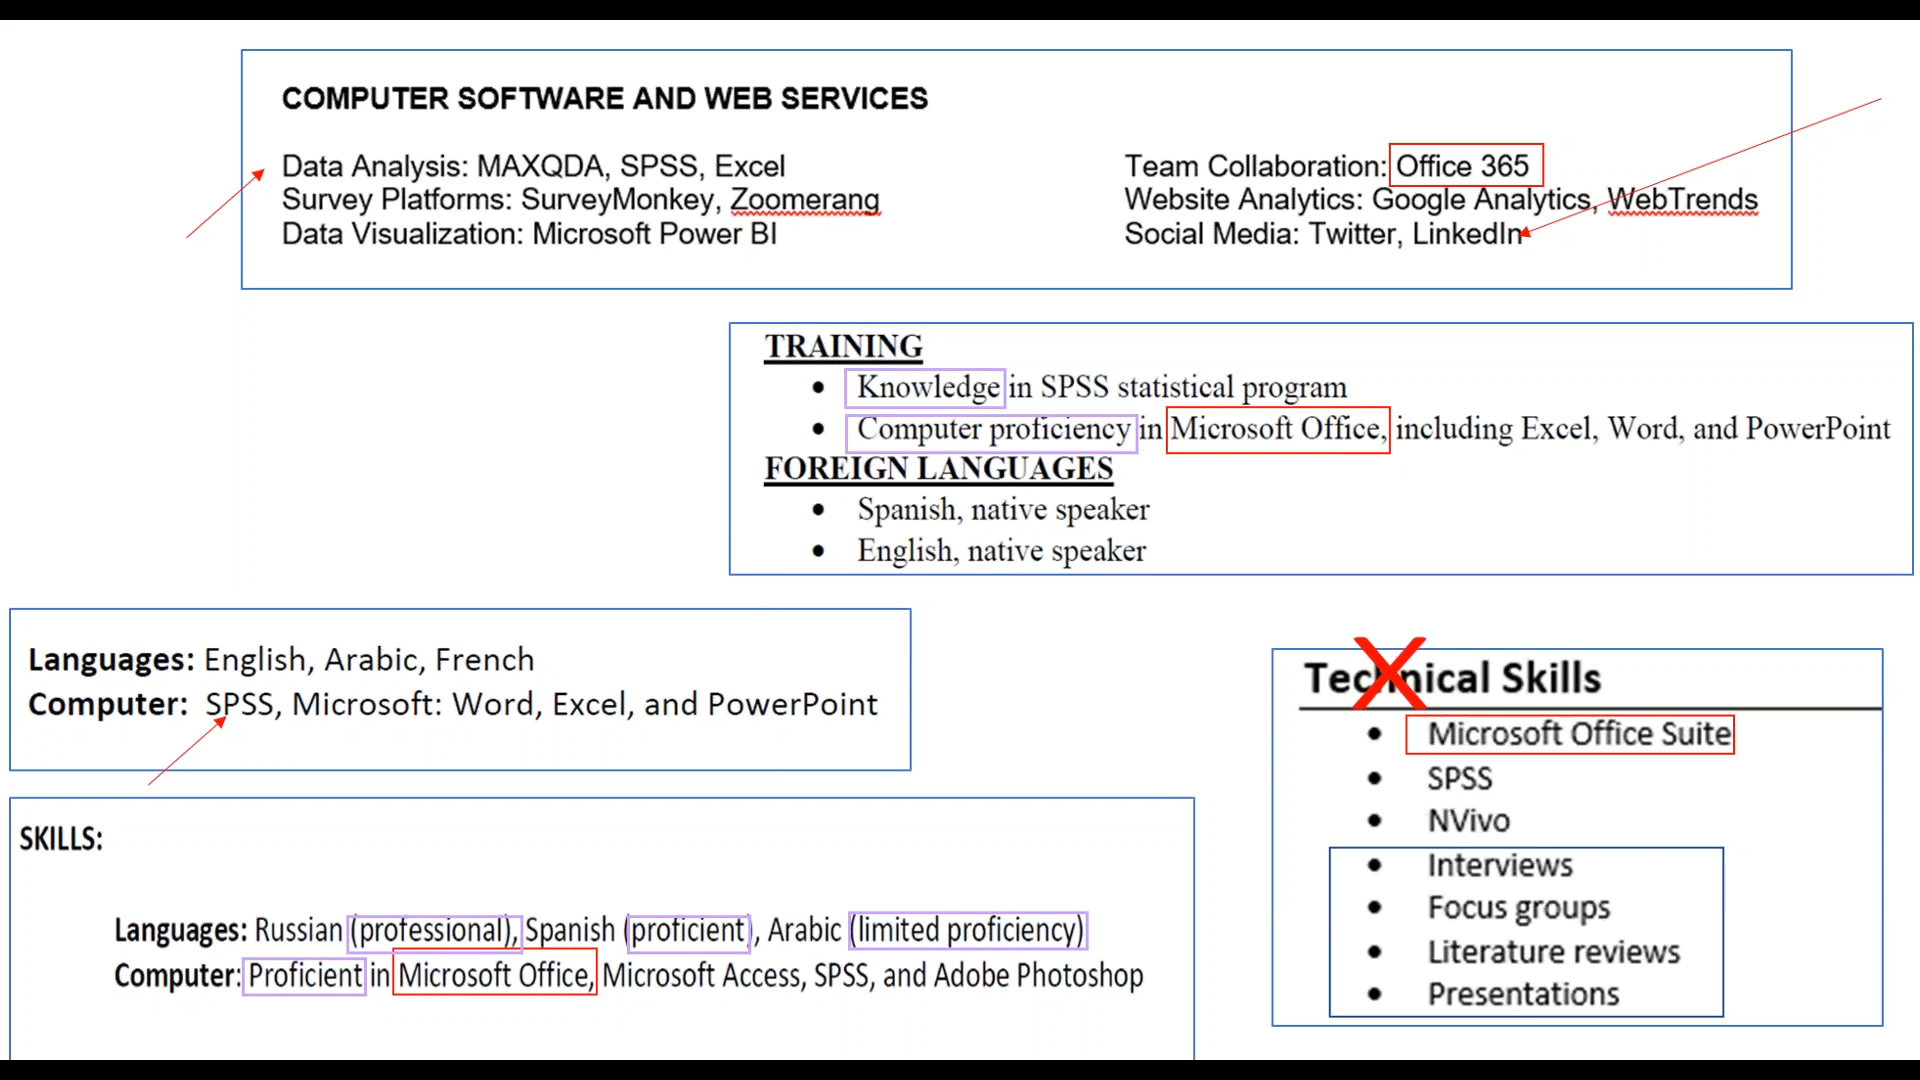 COMPUTER SOFTWARE AND WEB SERVICES
Data Analysis: MAXQDA, SPSS, Excel
Survey Platforms: SurveyMonkey, Zoomerang
Data Visualization: Microsoft Power BI
Team Collaboration: Office 365
Website Analytics: Google Analytics, WebTrends
Social Media: Twitter, LinkedIn
TRAINING
• Knowledge in SPSS statistical program
• Computer proficiency in Microsoft Office, including Excel, Word, and PowerPoint
FOREIGN LANGUAGES
• Spanish, native speaker
• English, native speaker
Languages: English, Arabic, French
Computer: SPSS, Microsoft: Word, Excel, and PowerPoint
SKILLS:
Languages: Russian (professional), Spanish (proficient), Arabic (limited proficiency)
Computer: Proficient in Microsoft Office, Microsoft Access, SPSS, and Adobe Photoshop
Technical Skills
• Microsoft Office Suite
• SPSS
• NVivo
• Interviews
• Focus groups
• Literature reviews
• Presentations